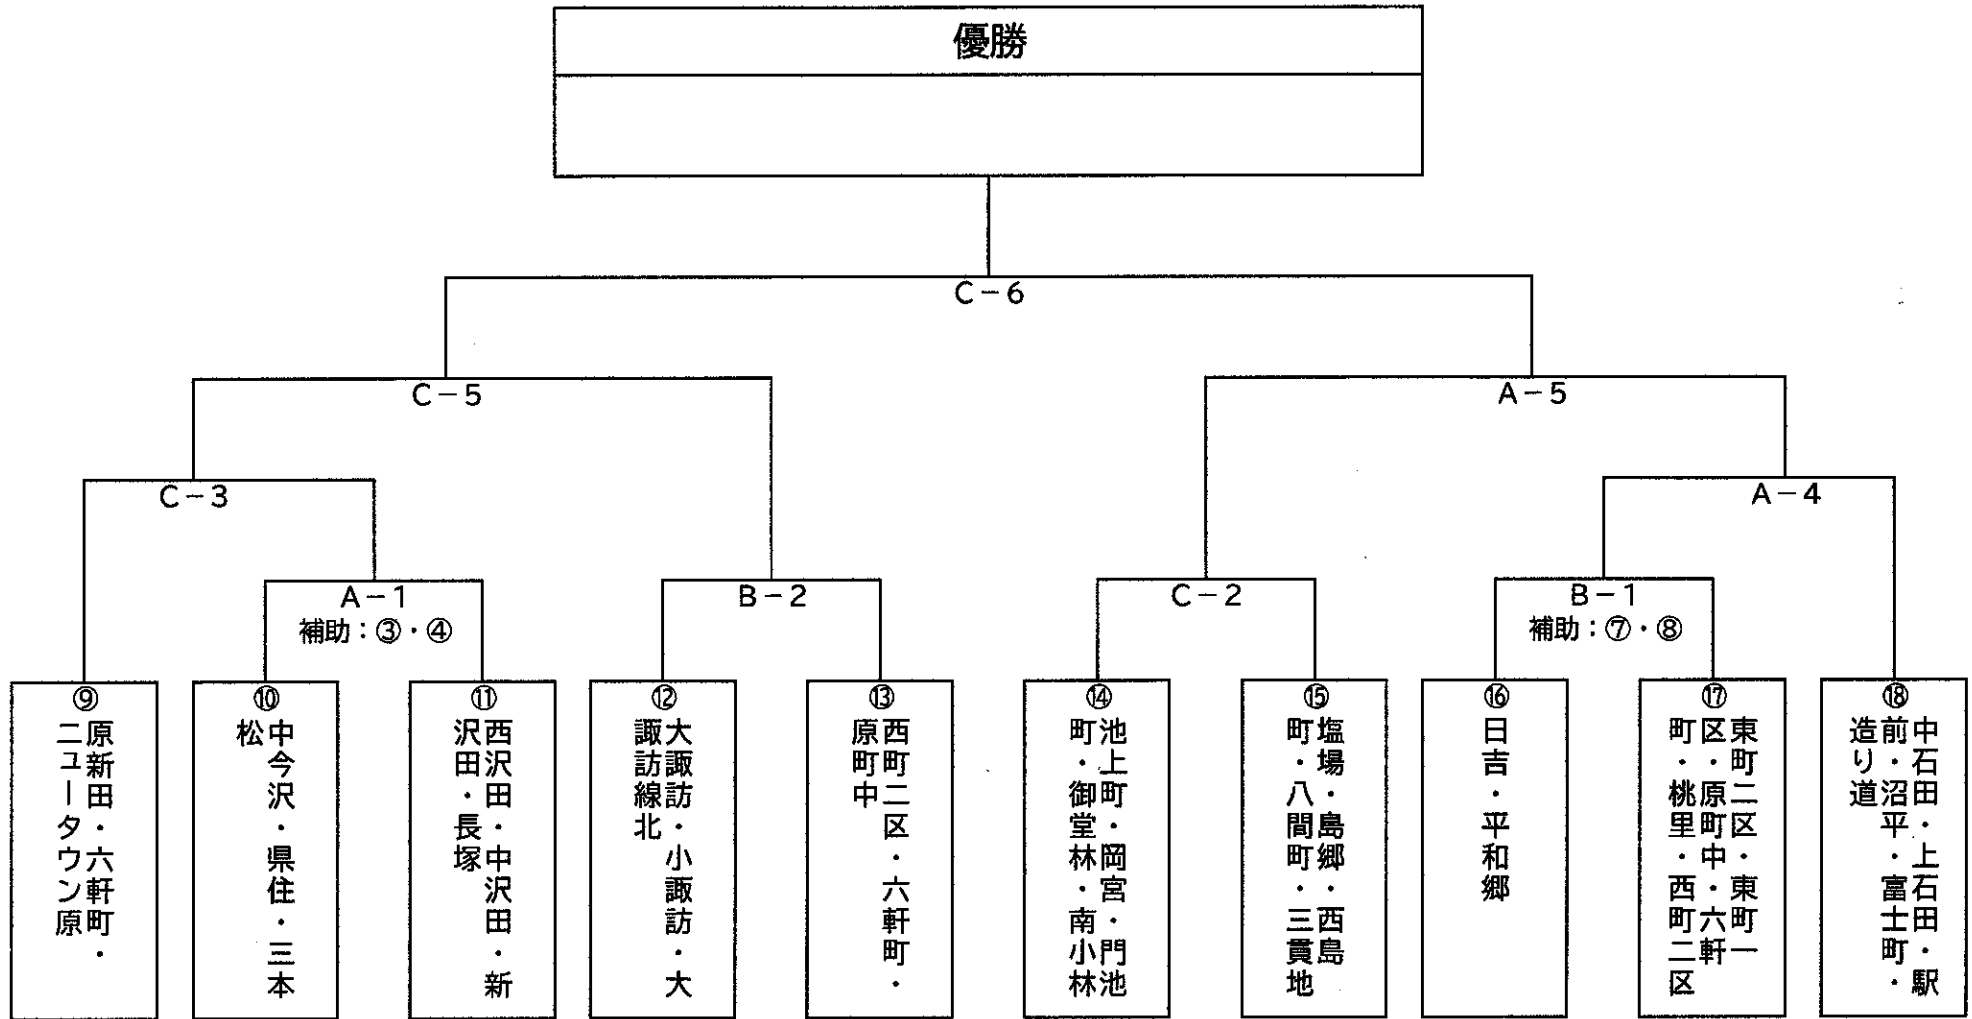 優勝
C-6
C-5
A-5
C-3
A-4
A-1
補助:③・④
B-2
C-2
B-1
補助:⑦・⑧
⑨
原新田・六軒町・
ニュータウン原
⑩
中今沢・県住・三本
松
⑪
西沢田・中沢田・新
沢田・長塚
⑫
大諏訪・小諏訪・大
諏訪線北
⑬
西町二区・六軒町・
原町中
⑭
池上町・岡宮・門池
町・御堂林・南小林
⑮
塩場・島郷・西島
町・八間町・三貫地
⑯
日吉・平和郷
⑰
東町二区・東町一
区・原町中・六軒
町・桃里・西町二区
⑱
中石田・上石田・駅
前・沼平・富士町・
造り道